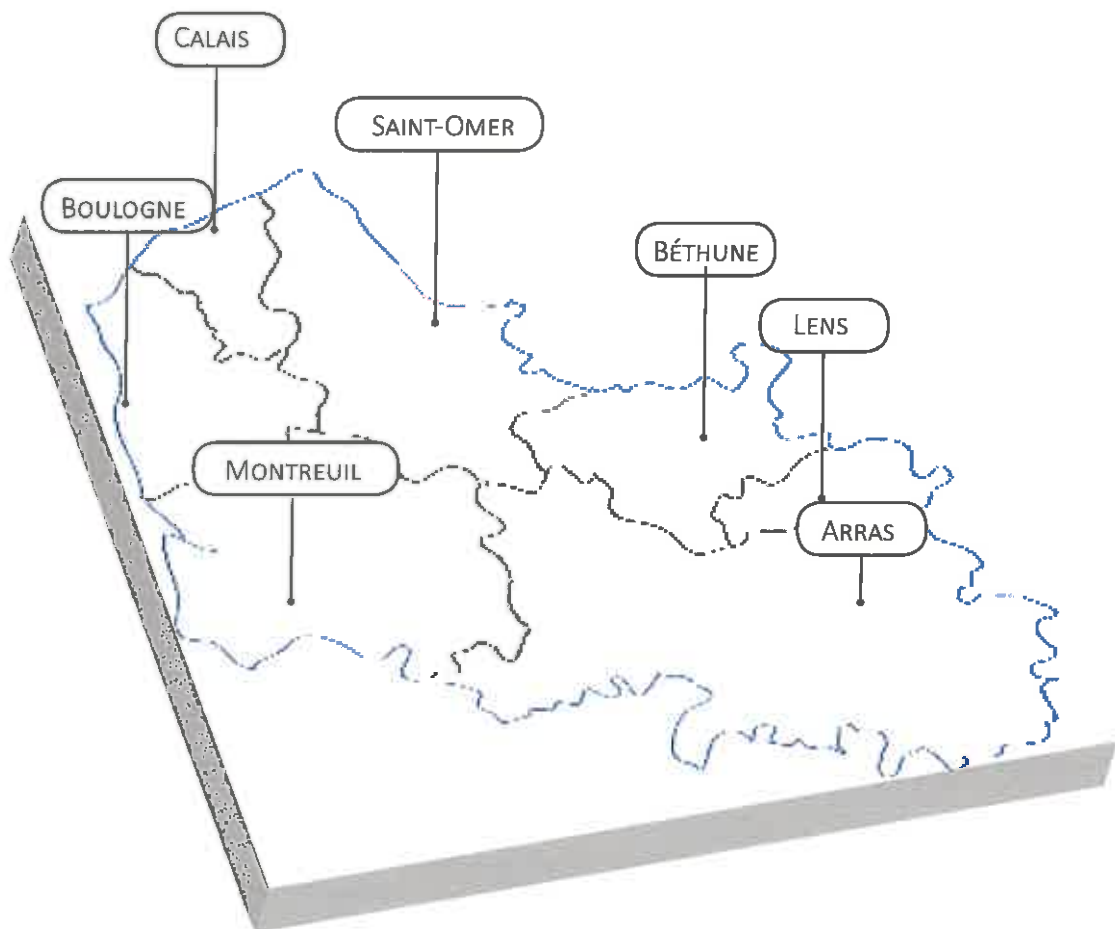 CALAIS
SAINT-OMER
BOULOGNE
BÉTHUNE
LENS
MONTREUIL
ARRAS